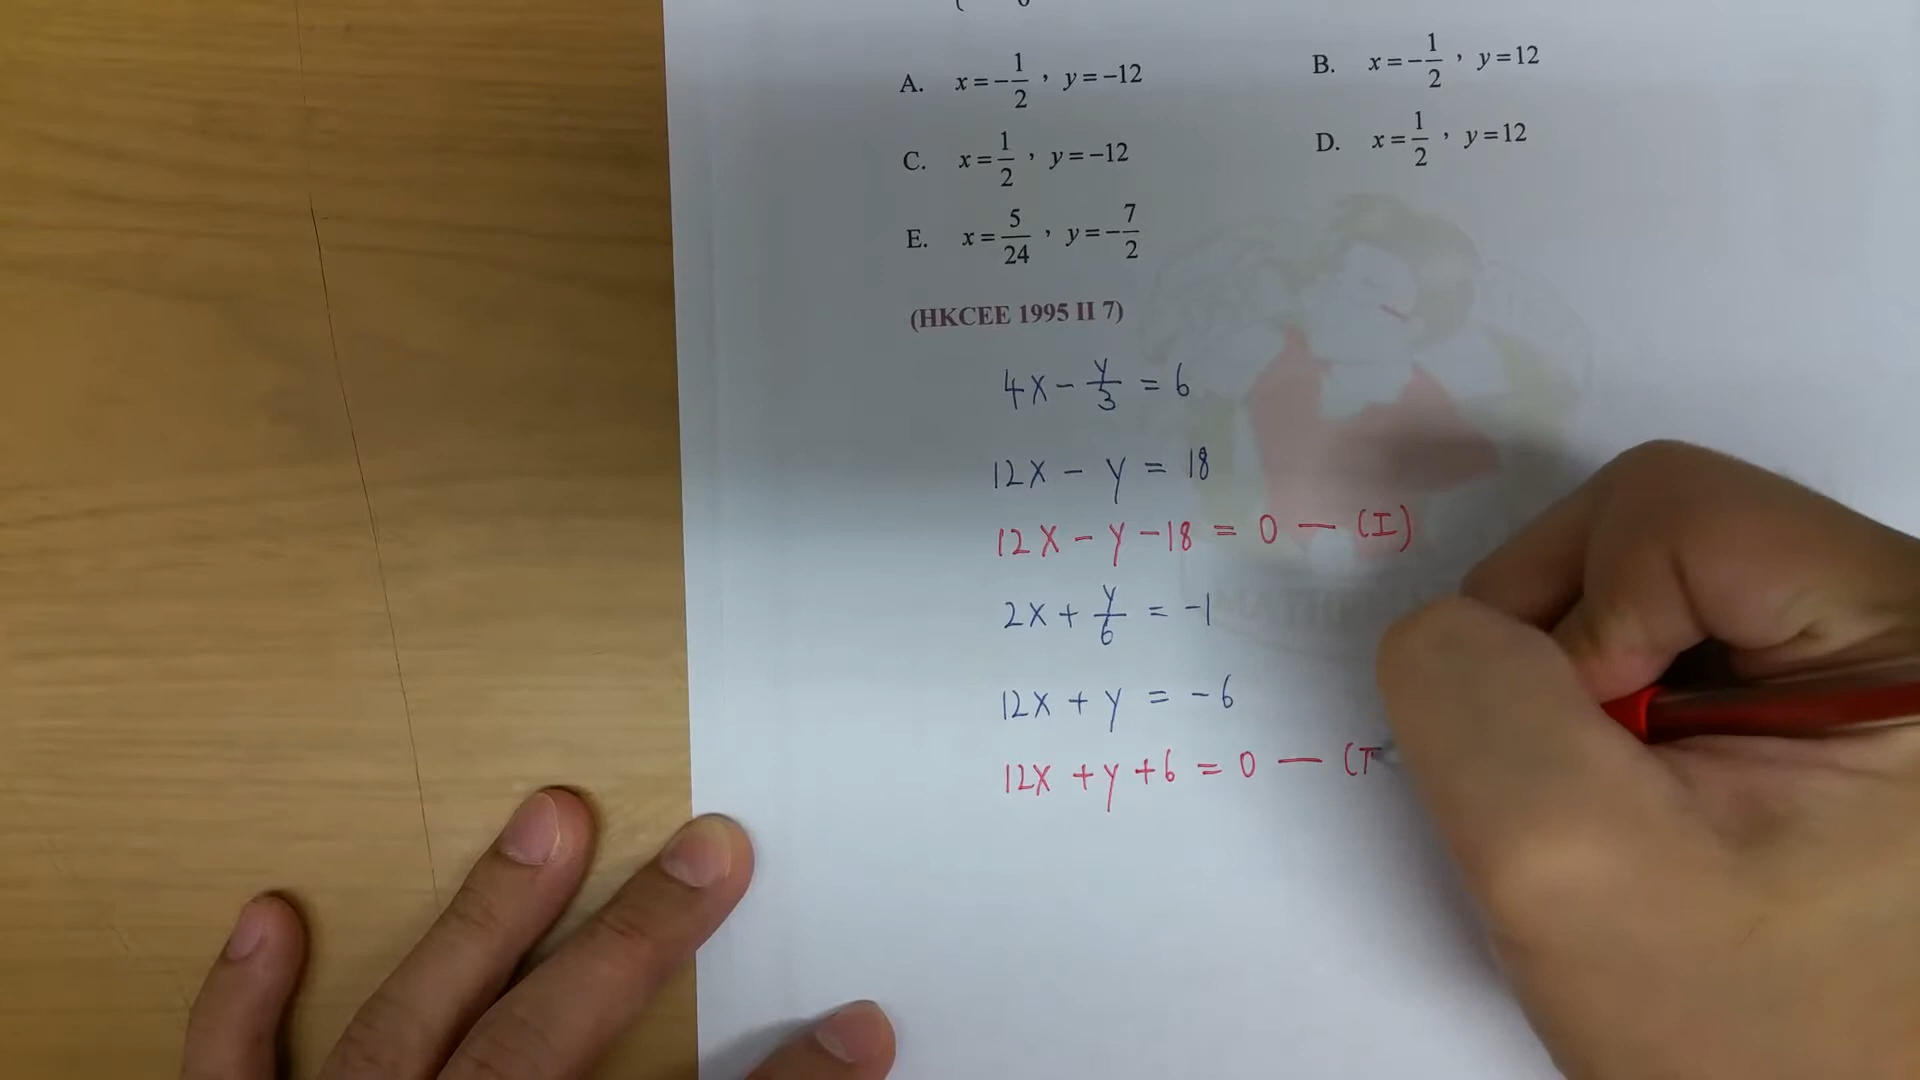 A. x = -1/2 , y = -12
B. x = -1/2 , y = 12
C. x = 1/2 , y = -12
D. x = 1/2 , y = 12
E. x = 5/24 , y = -7/2
(HKCEE 1995 II 7)
4x - y/3 = 6
12x - y = 18
12x - y - 18 = 0 — (I)
2x + y/6 = -1
12x + y = -6
12x + y + 6 = 0 — (